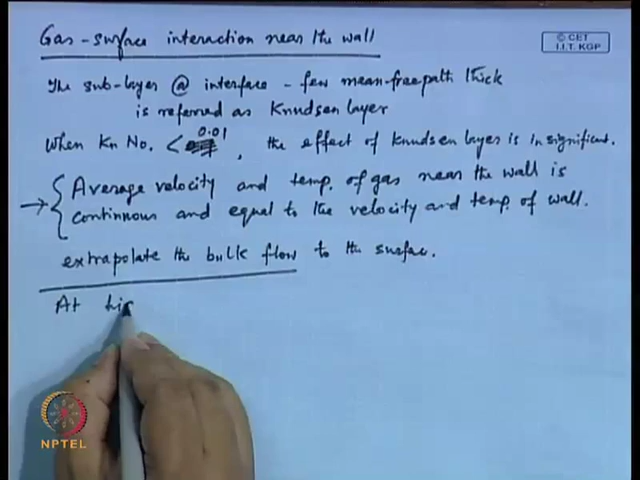 Gas-surface interaction near the wall
© CET
I.I.T. KGP
The sub-layer @ interface - few mean-free path thick
is referred as Knudsen layer
When Kn No. < 0.01, the effect of Knudsen layer is insignificant.
Average velocity and temp. of gas near the wall is
continuous and equal to the velocity and temp. of wall.
extrapolate the bulk flow to the surface.
At hi
NPTEL